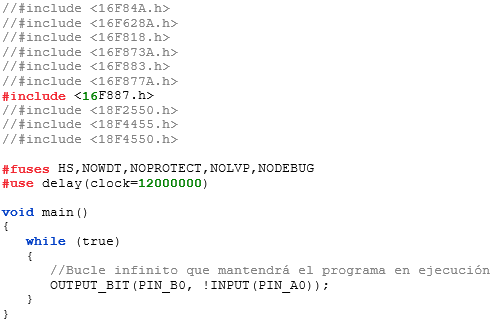 //#include <16F84A.h>
//#include <16F628A.h>
//#include <16F818.h>
//#include <16F873A.h>
//#include <16F883.h>
//#include <16F877A.h>
#include <16F887.h>
//#include <18F2550.h>
//#include <18F4455.h>
//#include <18F4550.h>

#fuses HS,NOWDT,NOPROTECT,NOLVP,NODEBUG
#use delay(clock=12000000)

void main()
{
   while (true)
   {
      //Bucle infinito que mantendrá el programa en ejecución
      OUTPUT_BIT(PIN_B0, !INPUT(PIN_A0));
   }
}